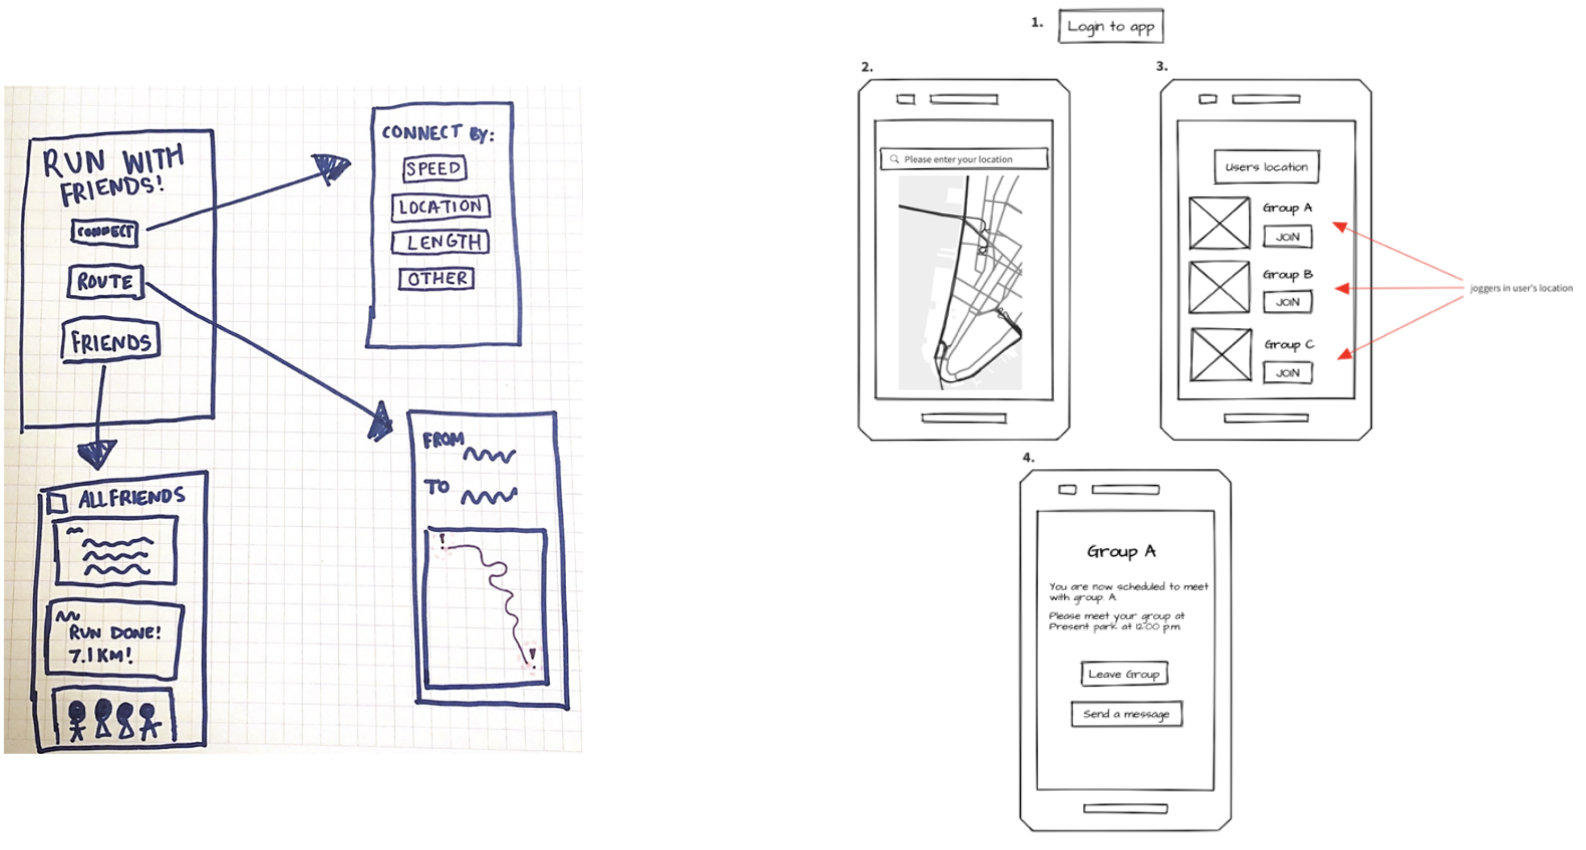 RUN WITH
FRIENDS!
CONNECT
ROUTE
FRIENDS
CONNECT BY:
SPEED
LOCATION
LENGTH
OTHER
ALL FRIENDS
RUN DONE!
7.1 KM!
FROM
TO
!
!
1.
Login to app
2.
Please enter your location
3.
Users location
Group A
JOIN
Group B
JOIN
Group C
JOIN
joggers in user's location
4.
Group A
You are now scheduled to meet
with group A.
Please meet your group at
Present park at 12:00 p.m.
Leave Group
Send a message